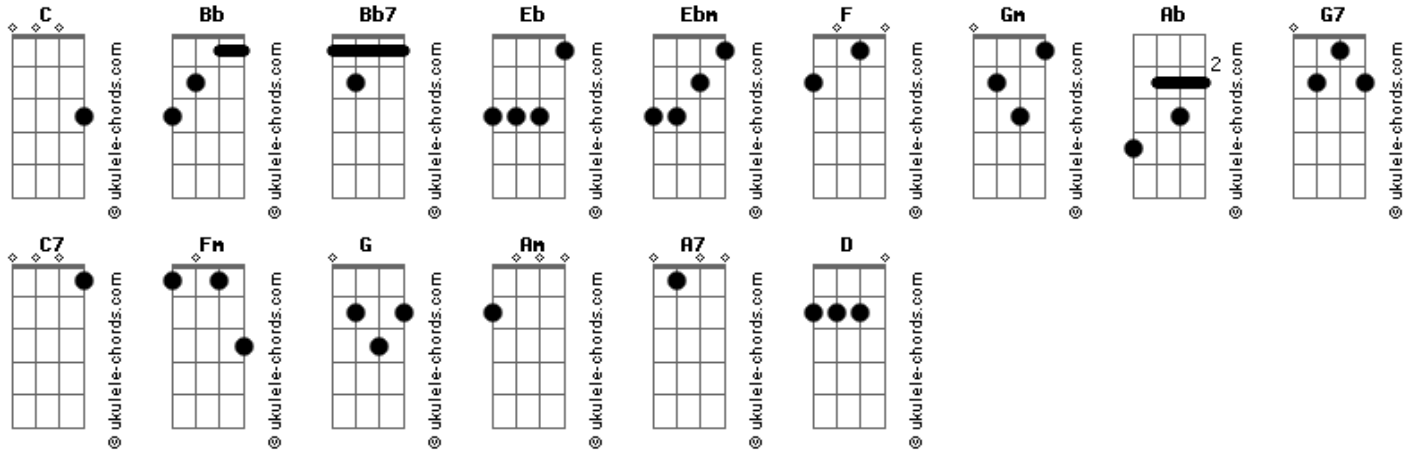 C Bb Bb7 Eb Ebm F Gm Ab G7
2
© ukulele-chords.com © ukulele-chords.com © ukulele-chords.com © ukulele-chords.com © ukulele-chords.com © ukulele-chords.com © ukulele-chords.com © ukulele-chords.com © ukulele-chords.com
C7 Fm G Am A7 D
© ukulele-chords.com © ukulele-chords.com © ukulele-chords.com © ukulele-chords.com © ukulele-chords.com © ukulele-chords.com